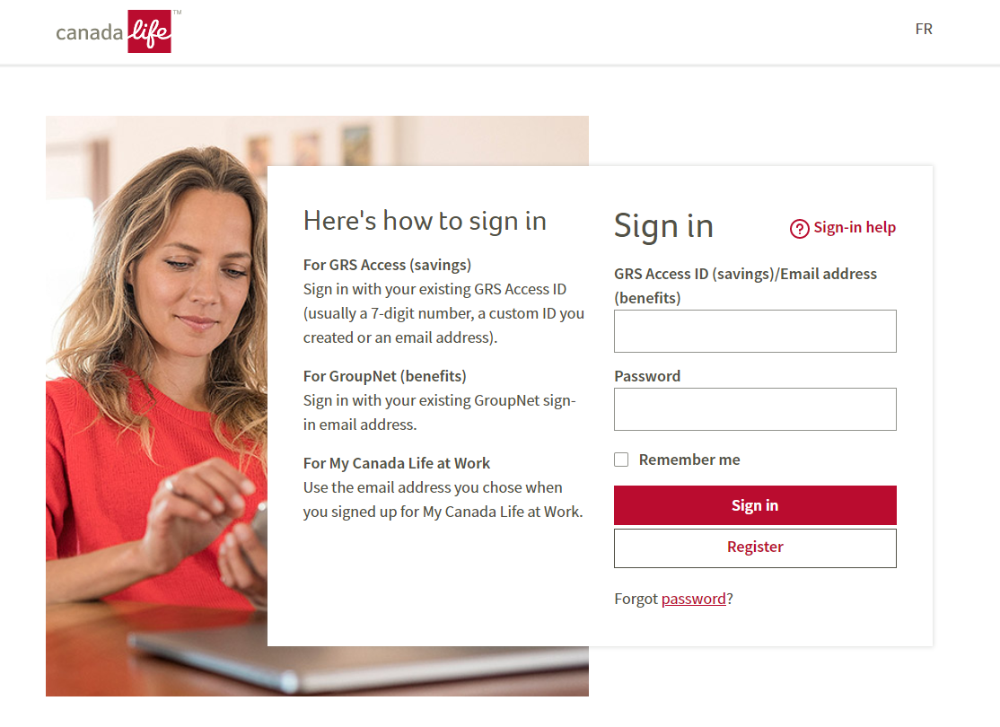 canada life™
FR
Here's how to sign in
For GRS Access (savings)
Sign in with your existing GRS Access ID
(usually a 7-digit number, a custom ID you
created or an email address).
For GroupNet (benefits)
Sign in with your existing GroupNet sign-
in email address.
For My Canada Life at Work
Use the email address you chose when
you signed up for My Canada Life at Work.
Sign in
? Sign-in help
GRS Access ID (savings)/Email address
(benefits)
Password
Remember me
Sign in
Register
Forgot password?